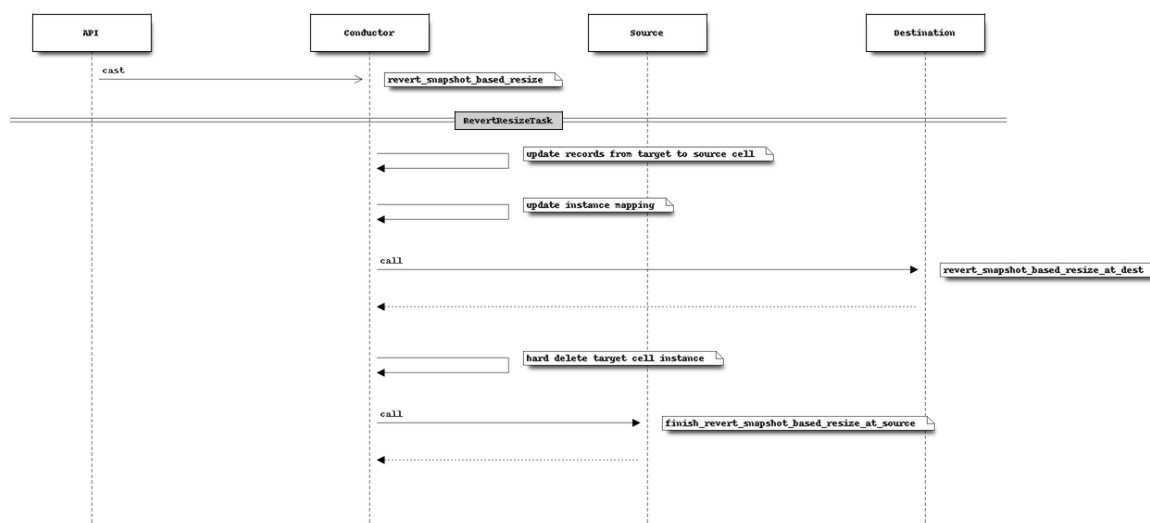 API
Conductor
Source
Destination
cast
revert_snapshot_based_resize
RevertResizeTask
update records from target to source cell
update instance mapping
call
revert_snapshot_based_resize_at_dest
hard delete target cell instance
call
finish_revert_snapshot_based_resize_at_source